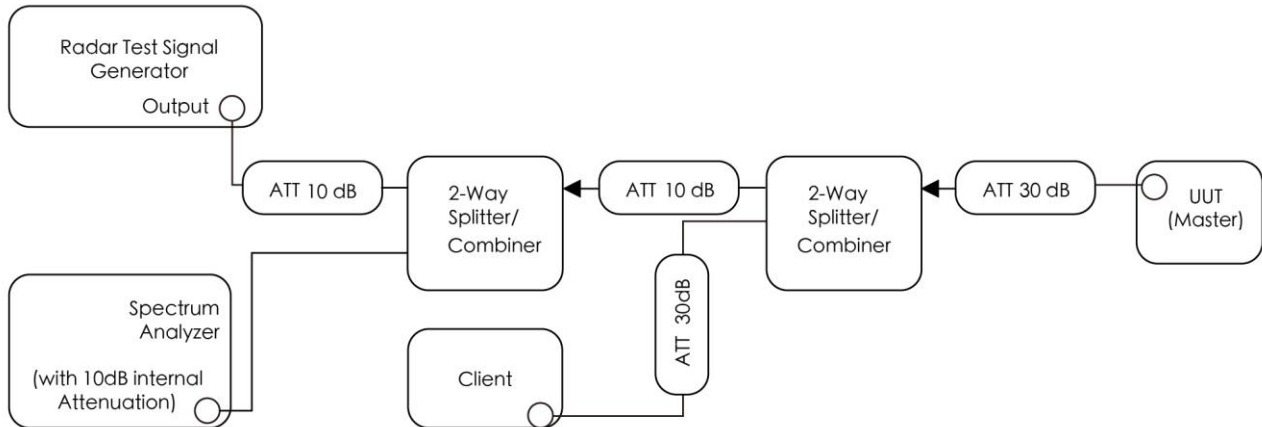 Radar Test Signal
Generator
Output
ATT 10 dB
2-Way
Splitter/
Combiner
ATT 10 dB
2-Way
Splitter/
Combiner
ATT 30 dB
UUT
(Master)
Spectrum
Analyzer
(with 10dB internal
Attenuation)
Client
ATT 30dB